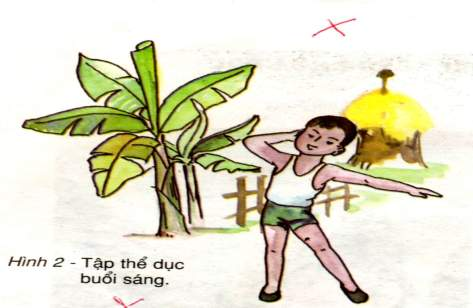 Hình 2 - Tập thể dục
buổi sáng.